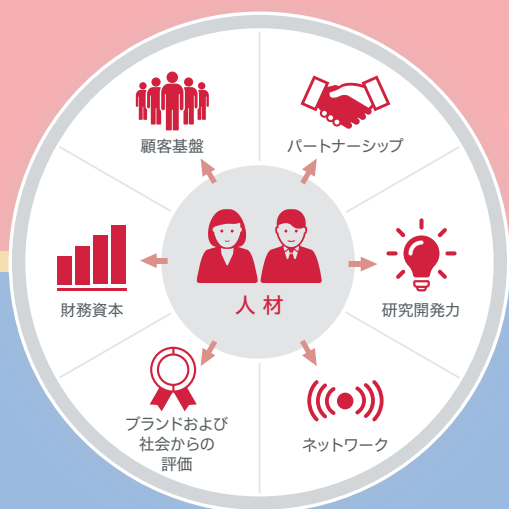 顧客基盤
パートナーシップ
人材
財務資本
研究開発力
ブランドおよび
社会からの
評価
ネットワーク